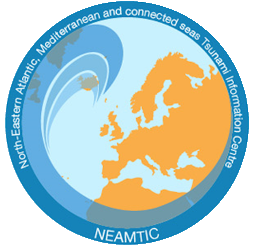 North-Eastern Atlantic, Mediterranean and connected seas Tsunami Information Centre
NEAMTIC